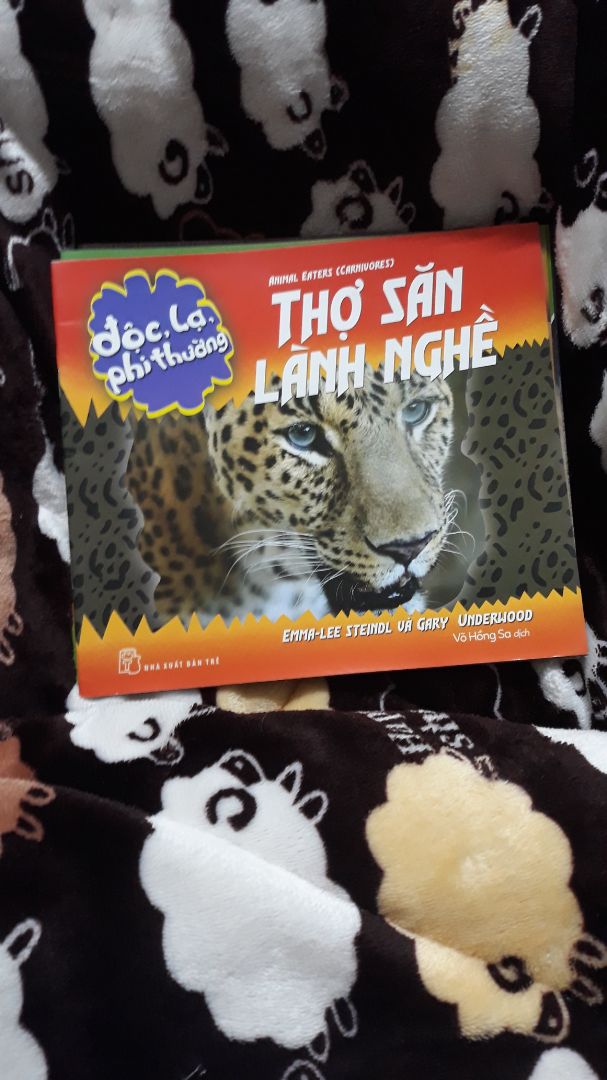 ANIMAL EATERS (CARNIVORES)
THỢ SĂN
LÀNH NGHỀ
độc, lạ,
phi thường
EMMA-LEE STEINDL VÀ GARY UNDERWOOD
Võ Hồng Sa dịch
NHÀ XUẤT BẢN TRẺ